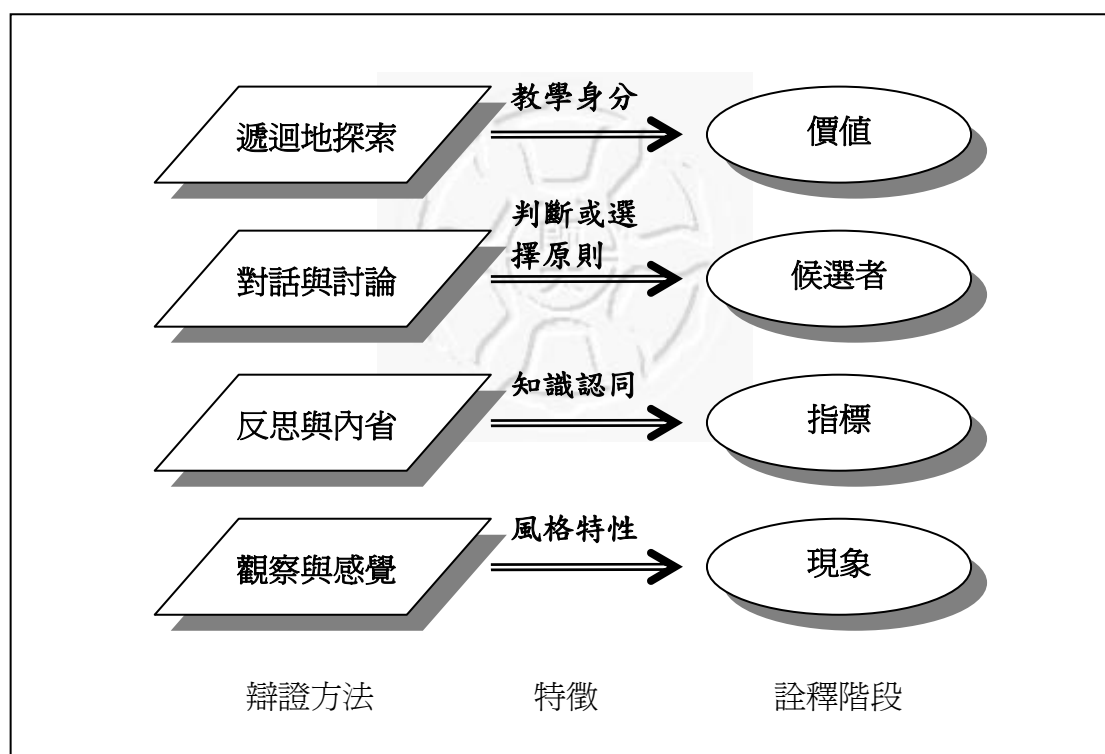 遞迴地探索
教學身分
價值
對話與討論
判斷或選
擇原則
候選者
反思與內省
知識認同
指標
觀察與感覺
風格特性
現象
辯證方法
特徵
詮釋階段